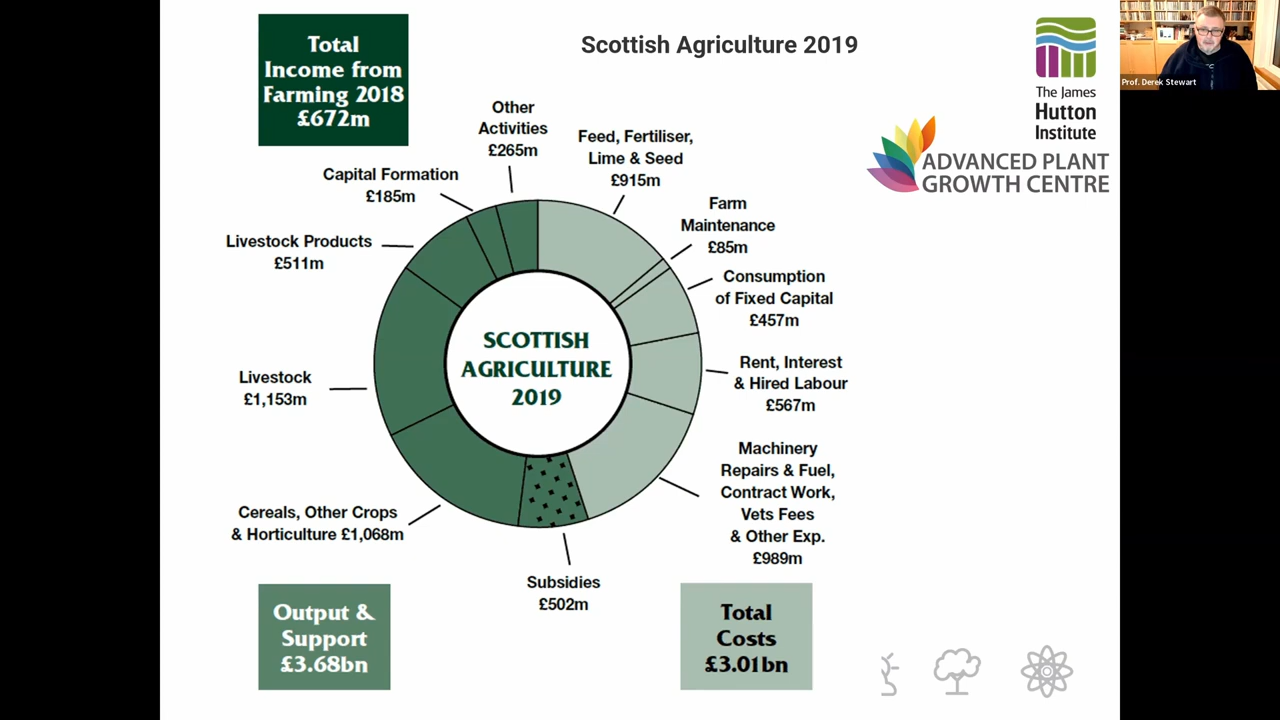 Total
Income from
Farming 2018
£672m
Scottish Agriculture 2019
The James
Hutton
Institute
ADVANCED PLANT
GROWTH CENTRE
Prof. Derek Stewart
Other
Activities
£265m
Feed, Fertiliser,
Lime & Seed
£915m
Capital Formation
£185m
Farm
Maintenance
£85m
Livestock Products
£511m
Consumption
of Fixed Capital
£457m
SCOTTISH
AGRICULTURE
2019
Rent, Interest
& Hired Labour
£567m
Livestock
£1,153m
Machinery
Repairs & Fuel,
Contract Work,
Vets Fees
& Other Exp.
£989m
Cereals, Other Crops
& Horticulture £1,068m
Subsidies
£502m
Output &
Support
£3.68bn
Total
Costs
£3.01bn